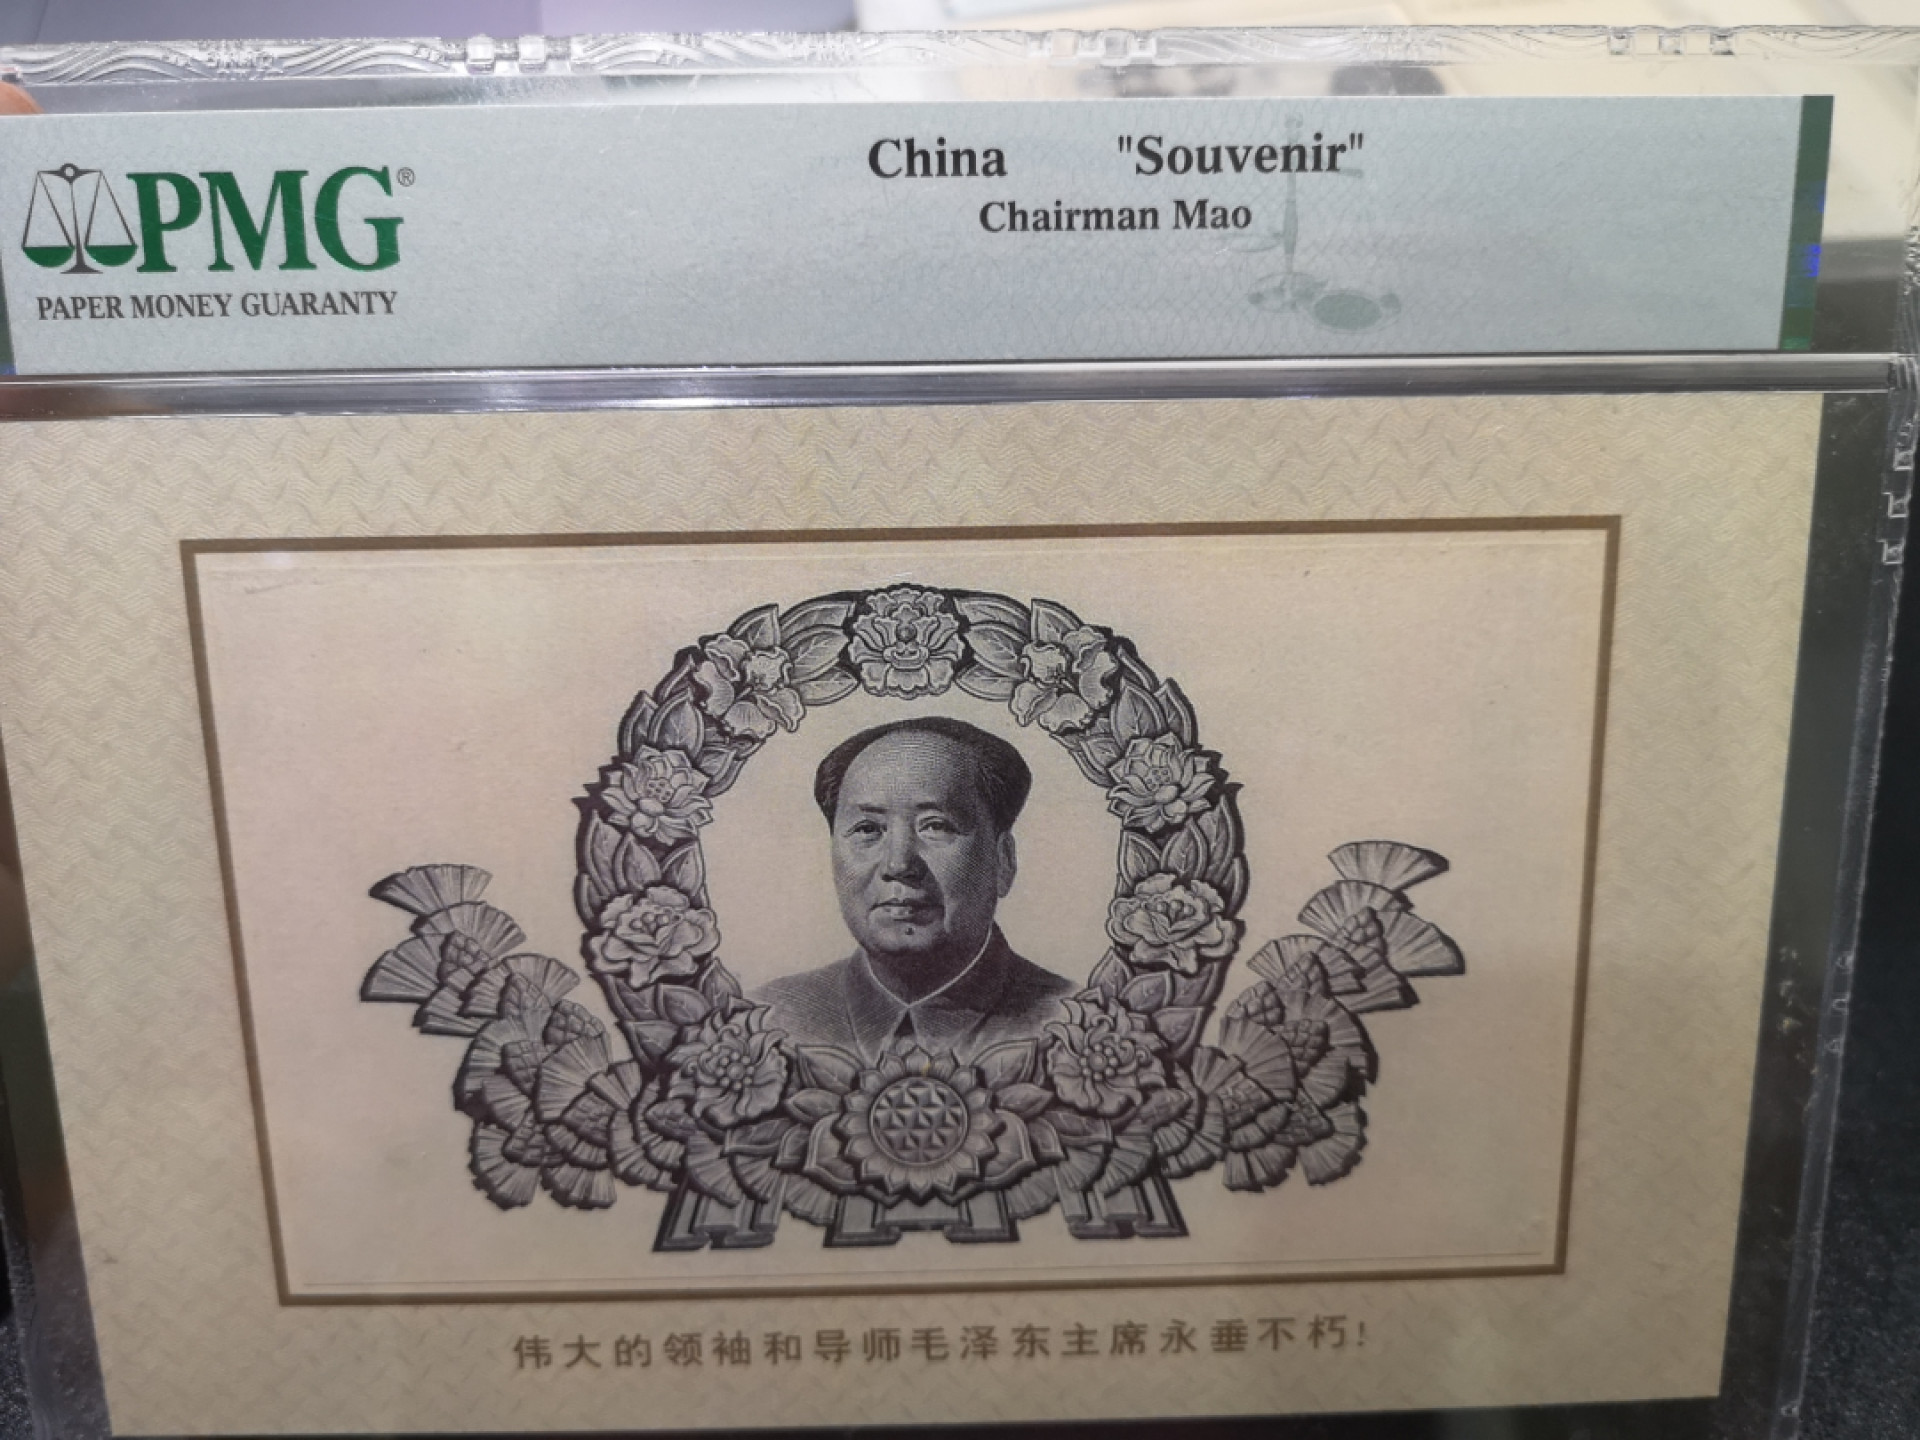 PMG®
PAPER MONEY GUARANTY
China "Souvenir"
Chairman Mao
伟大的领袖和导师毛泽东主席永垂不朽!